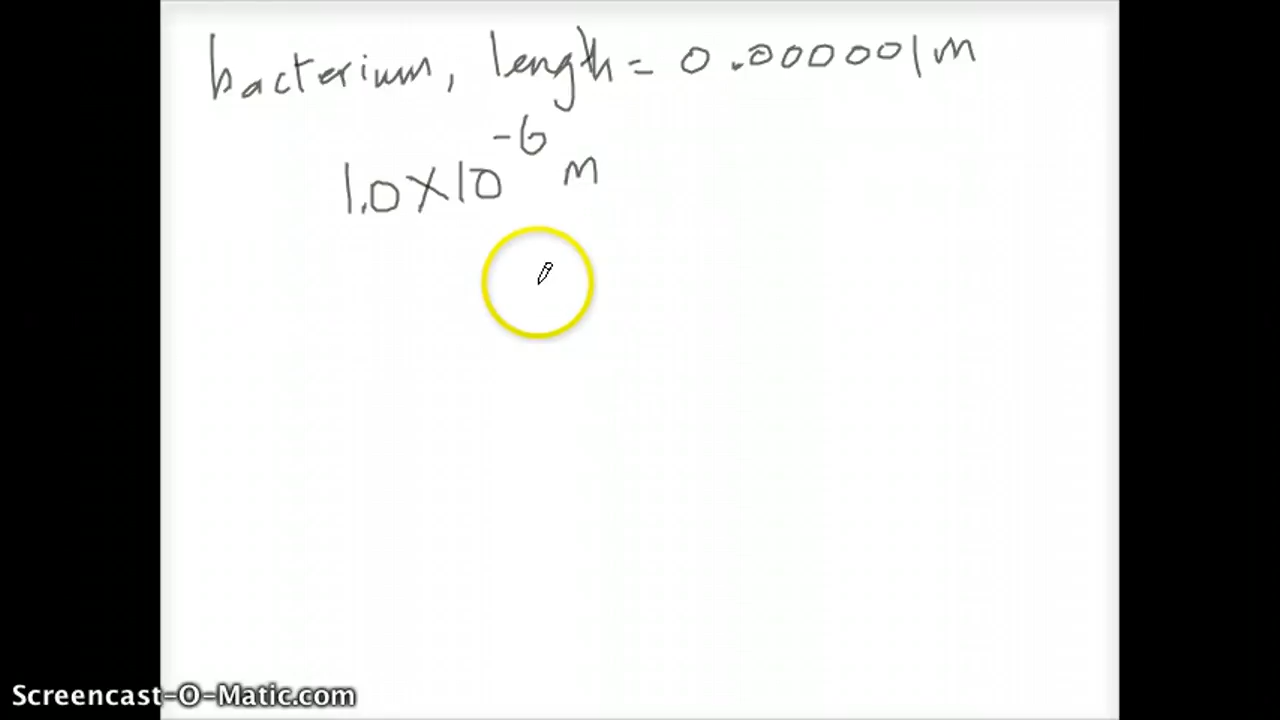 bacterium, length = 0.000001m
1.0X10⁻⁶ m
Screencast-O-Matic.com